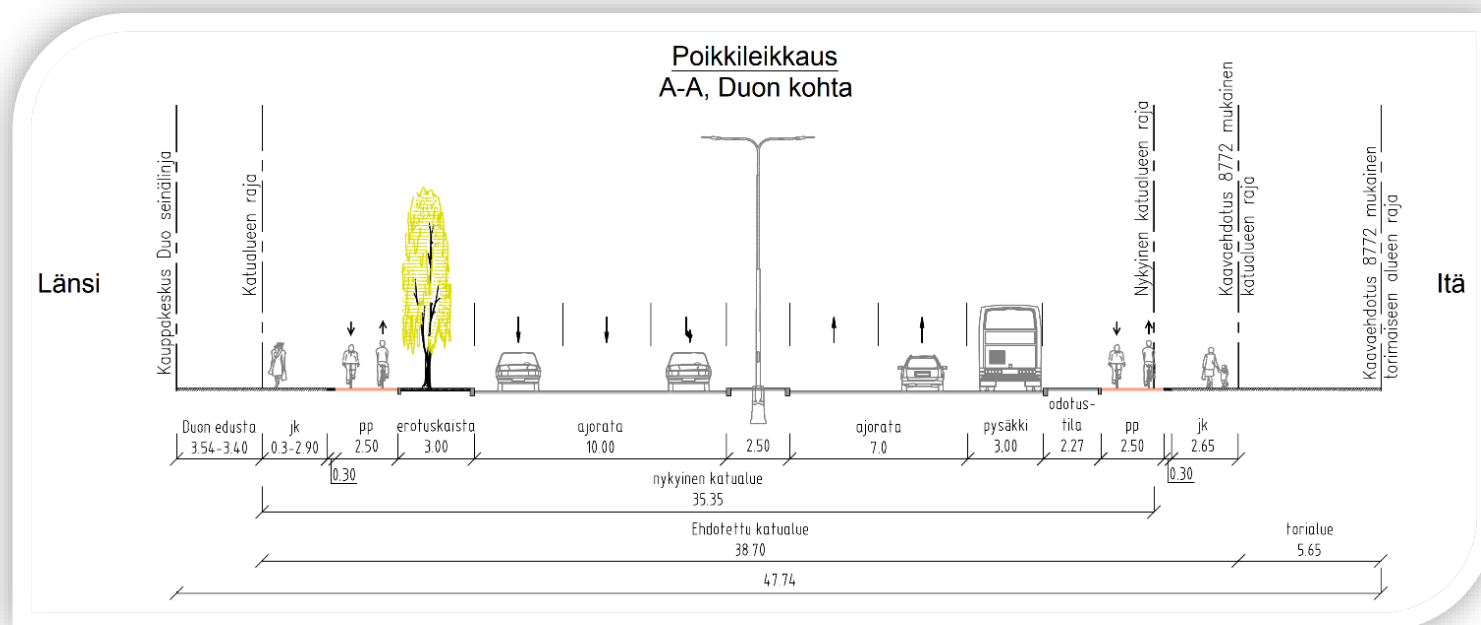 Poikkileikkaus
A-A, Duon kohta
Länsi
Itä
Kauppakeskus Duo seinälinja
Katualueen raja
Nykyinen katualueen raja
Kaavaehdotus 8772 mukainen
katualueen raja
Kaavaehdotus 8772 mukainen
torimaiseen alueen raja
Duon edusta
3.54-3.40
jk
0.3-2.90
0.30
pp
2.50
erotuskaista
3.00
ajorata
10.00
2.50
ajorata
7.0
pysäkki
3.00
odotus-
tila
2.27
pp
2.50
0.30
jk
2.65
nykyinen katualue
35.35
Ehdotettu katualue
38.70
torialue
5.65
47.74